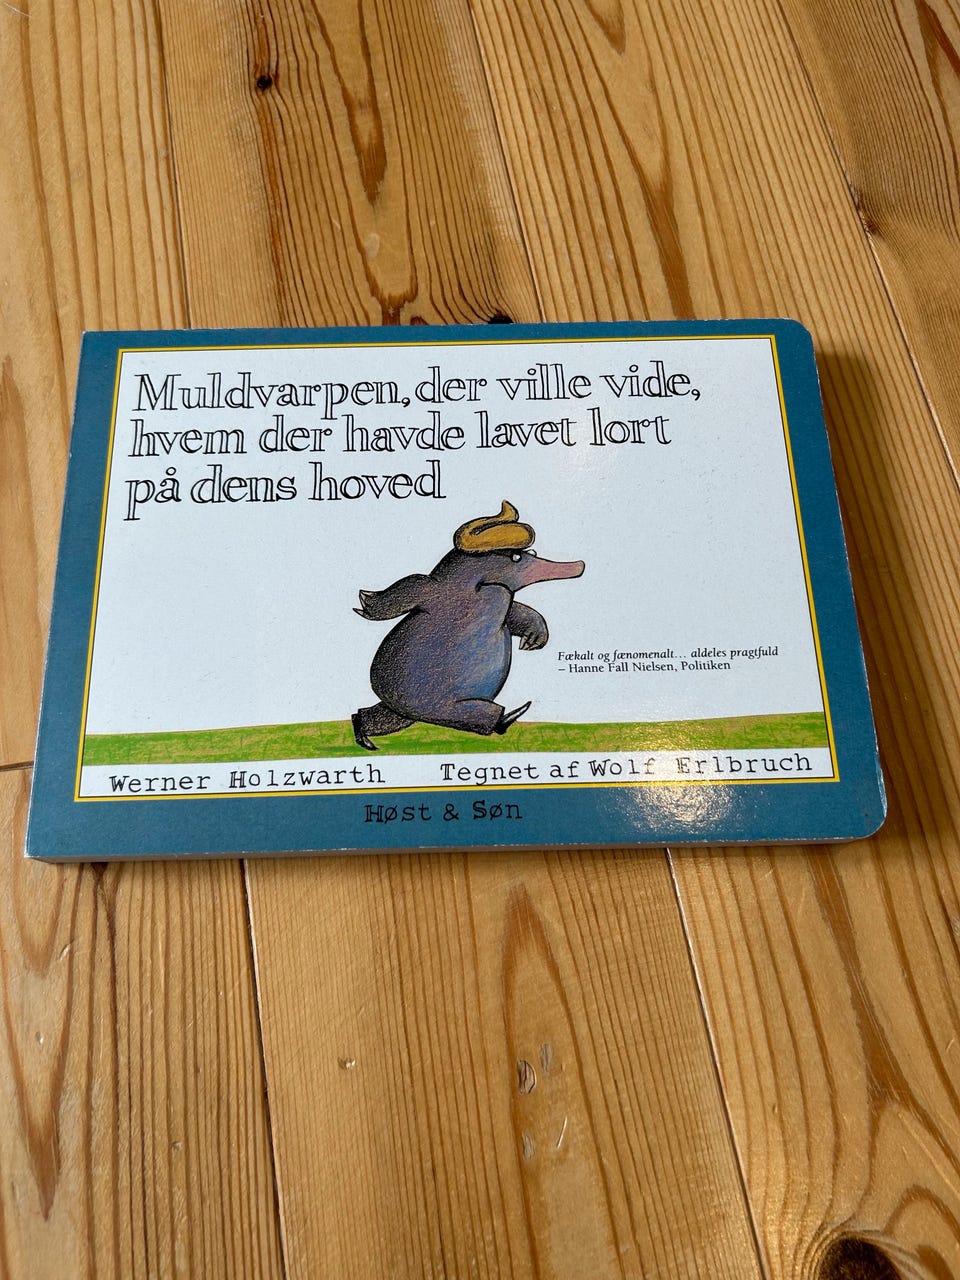 Muldvarpen, der ville vide,
hvem der havde lavet lort
på dens hoved
Fækalt og fænomenalt... aldeles pragtfuld
– Hanne Fall Nielsen, Politiken
Werner Holzwarth
Tegnet af Wolf Erlbruch
Høst & Søn